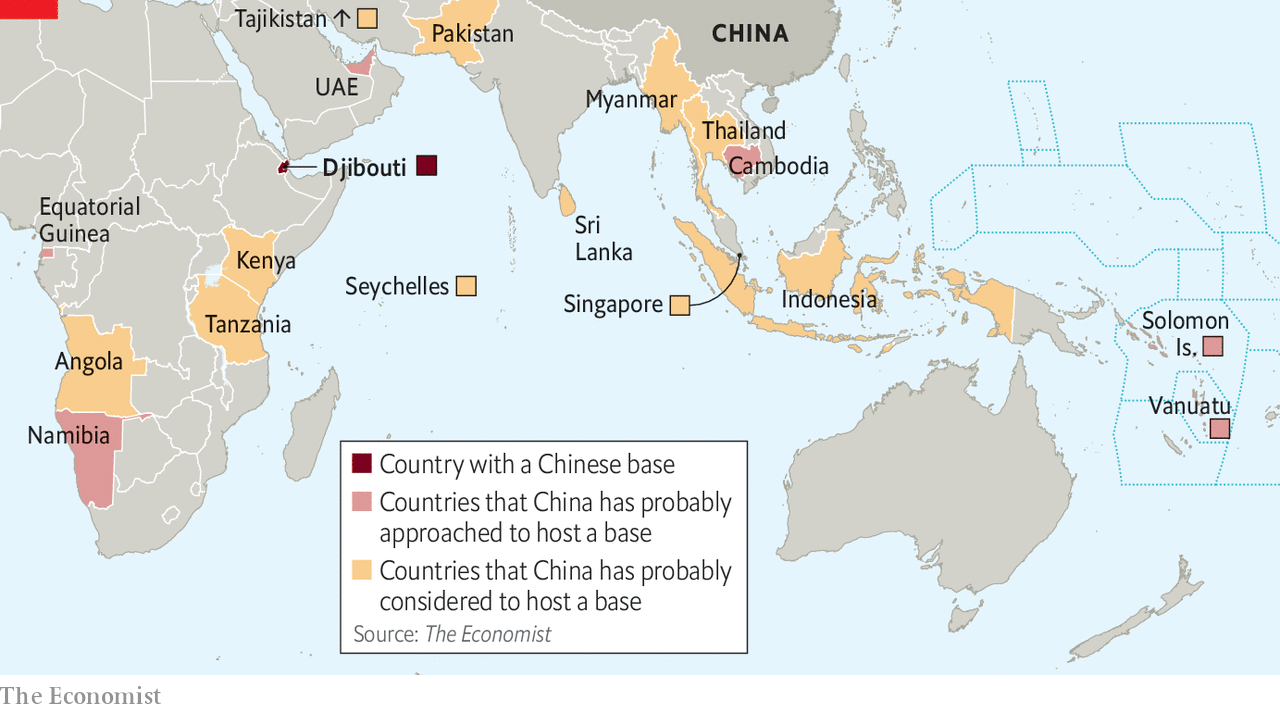 Tajikistan ↑
Pakistan
CHINA
UAE
Myanmar
Thailand
Djibouti
Cambodia
Equatorial
Guinea
Sri
Lanka
Kenya
Seychelles
Singapore
Indonesia
Tanzania
Solomon
Is.
Angola
Vanuatu
Namibia
Country with a Chinese base
Countries that China has probably
approached to host a base
Countries that China has probably
considered to host a base
Source: The Economist
The Economist